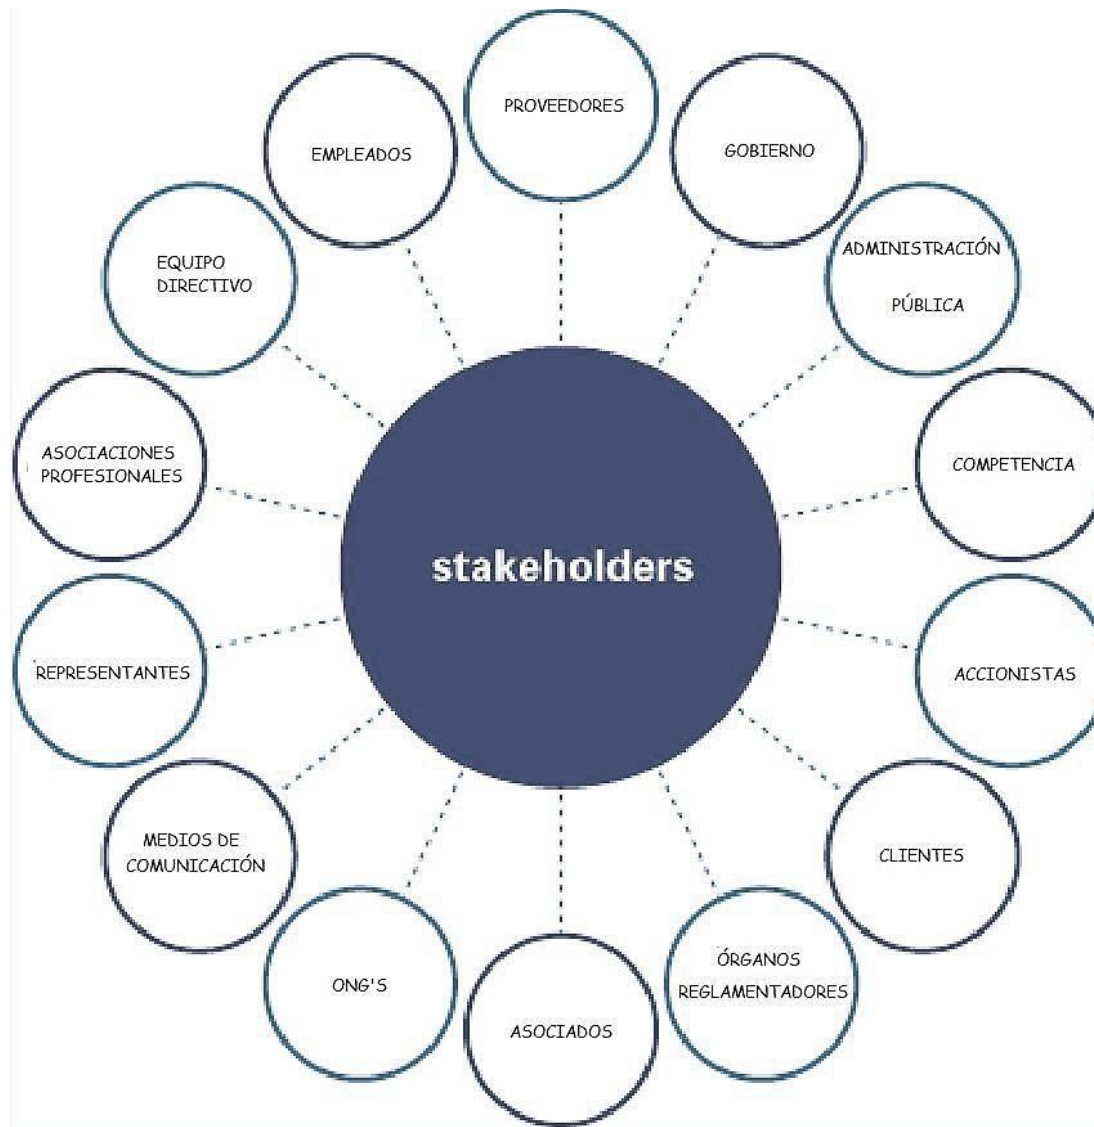 PROVEEDORES
GOBIERNO
ADMINISTRACIÓN
PÚBLICA
COMPETENCIA
ACCIONISTAS
CLIENTES
ÓRGANOS
REGLAMENTADORES
ASOCIADOS
ONG'S
MEDIOS DE
COMUNICACIÓN
REPRESENTANTES
ASOCIACIONES
PROFESIONALES
EQUIPO
DIRECTIVO
EMPLEADOS
stakeholders